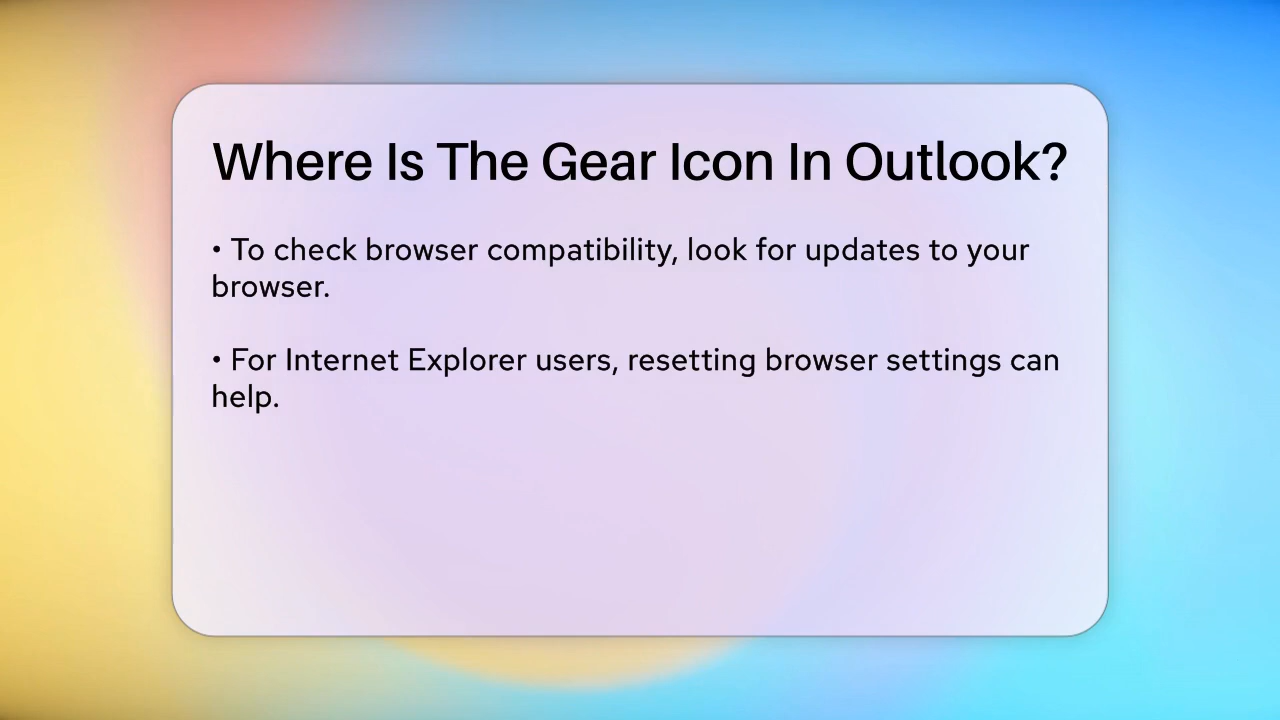 Where Is The Gear Icon In Outlook?
• To check browser compatibility, look for updates to your
browser.
• For Internet Explorer users, resetting browser settings can
help.